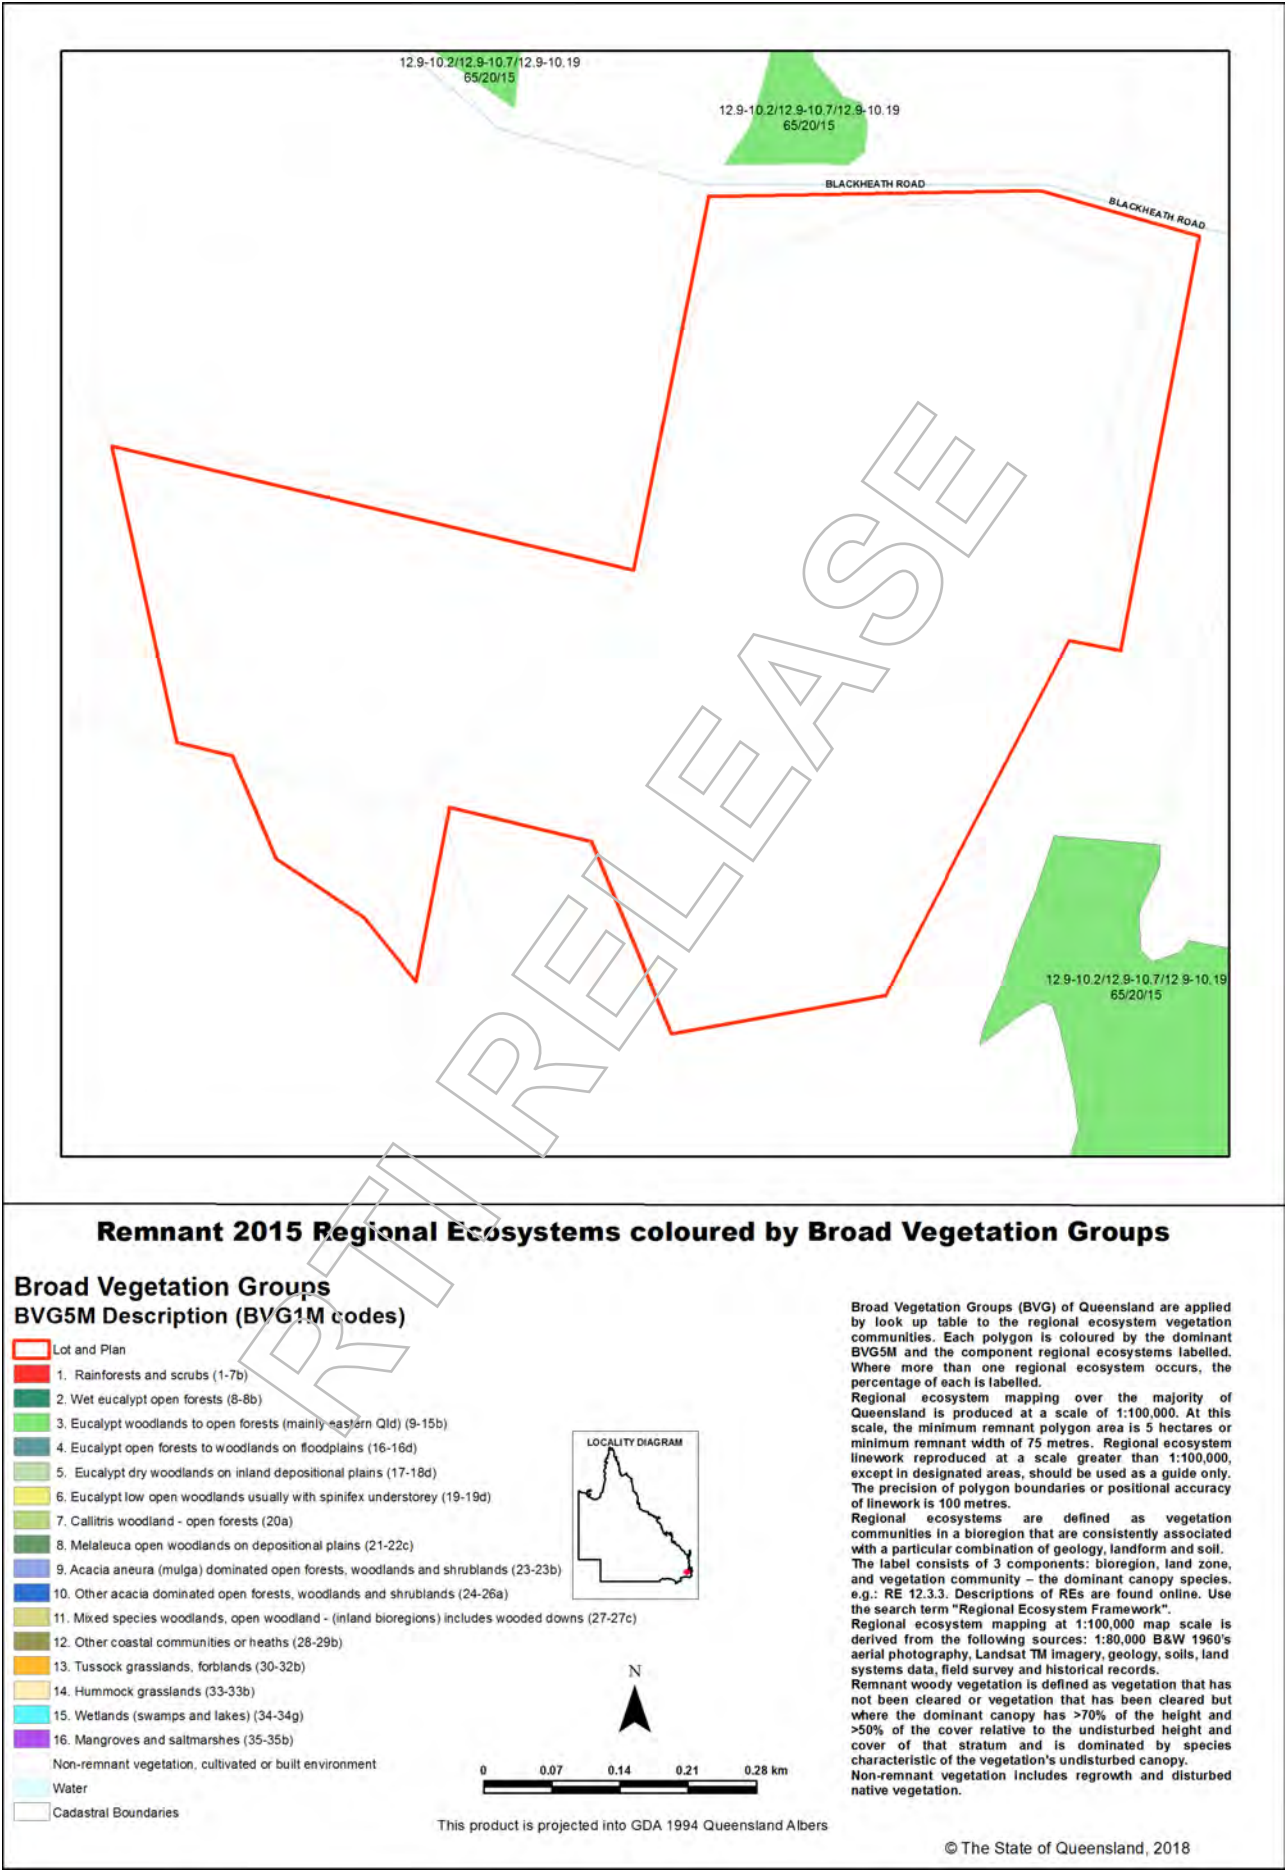 12.9-10.2/12.9-10.7/12.9-10.19
65/20/15
12.9-10.2/12.9-10.7/12.9-10.19
65/20/15
BLACKHEATH ROAD
BLACKHEATH ROAD
12.9-10.2/12.9-10.7/12.9-10.19
65/20/15
RTI RELEASE
Remnant 2015 Regional Ecosystems coloured by Broad Vegetation Groups
Broad Vegetation Groups
BVG5M Description (BVG1M codes)
Lot and Plan
1. Rainforests and scrubs (1-7b)
2. Wet eucalypt open forests (8-8b)
3. Eucalypt woodlands to open forests (mainly eastern Qld) (9-15b)
4. Eucalypt open forests to woodlands on floodplains (16-16d)
5. Eucalypt dry woodlands on inland depositional plains (17-18d)
6. Eucalypt low open woodlands usually with spinifex understorey (19-19d)
7. Callitris woodland - open forests (20a)
8. Melaleuca open woodlands on depositional plains (21-22c)
9. Acacia aneura (mulga) dominated open forests, woodlands and shrublands (23-23b)
10. Other acacia dominated open forests, woodlands and shrublands (24-26a)
11. Mixed species woodlands, open woodland - (inland bioregions) includes wooded downs (27-27c)
12. Other coastal communities or heaths (28-29b)
13. Tussock grasslands, forblands (30-32b)
14. Hummock grasslands (33-33b)
15. Wetlands (swamps and lakes) (34-34g)
16. Mangroves and saltmarshes (35-35b)
Non-remnant vegetation, cultivated or built environment
Water
Cadastral Boundaries
LOCALITY DIAGRAM
N
0 0.07 0.14 0.21 0.28 km
This product is projected into GDA 1994 Queensland Albers
Broad Vegetation Groups (BVG) of Queensland are applied
by look up table to the regional ecosystem vegetation
communities. Each polygon is coloured by the dominant
BVG5M and the component regional ecosystems labelled.
Where more than one regional ecosystem occurs, the
percentage of each is labelled.
Regional ecosystem mapping over the majority of
Queensland is produced at a scale of 1:100,000. At this
scale, the minimum remnant polygon area is 5 hectares or
minimum remnant width of 75 metres. Regional ecosystem
linework reproduced at a scale greater than 1:100,000,
except in designated areas, should be used as a guide only.
The precision of polygon boundaries or positional accuracy
of linework is 100 metres.
Regional ecosystems are defined as vegetation
communities in a bioregion that are consistently associated
with a particular combination of geology, landform and soil.
The label consists of 3 components: bioregion, land zone,
and vegetation community – the dominant canopy species.
e.g.: RE 12.3.3. Descriptions of REs are found online. Use
the search term "Regional Ecosystem Framework".
Regional ecosystem mapping at 1:100,000 map scale is
derived from the following sources: 1:80,000 B&W 1960's
aerial photography, Landsat TM imagery, geology, soils, land
systems data, field survey and historical records.
Remnant woody vegetation is defined as vegetation that has
not been cleared or vegetation that has been cleared but
where the dominant canopy has >70% of the height and
>50% of the cover relative to the undisturbed height and
cover of that stratum and is dominated by species
characteristic of the vegetation's undisturbed canopy.
Non-remnant vegetation includes regrowth and disturbed
native vegetation.
© The State of Queensland, 2018